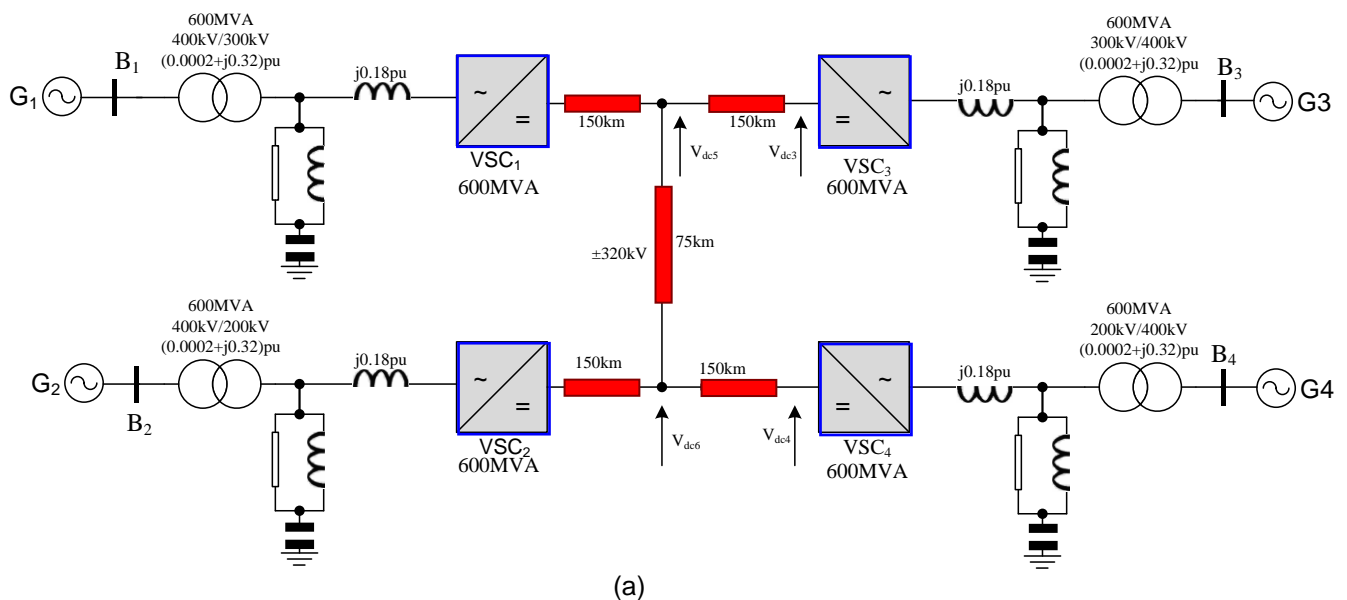 600MVA
400kV/300kV
(0.0002+j0.32)pu
B1
G1
j0.18pu
VSC1
600MVA
150km
150km
Vdc5
Vdc3
VSC3
600MVA
j0.18pu
600MVA
300kV/400kV
(0.0002+j0.32)pu
B3
G3
±320kV
75km
600MVA
400kV/200kV
(0.0002+j0.32)pu
G2
B2
j0.18pu
VSC2
600MVA
150km
150km
Vdc6
Vdc4
VSC4
600MVA
j0.18pu
600MVA
200kV/400kV
(0.0002+j0.32)pu
B4
G4
~
=
~
=
~
=
~
=
(a)